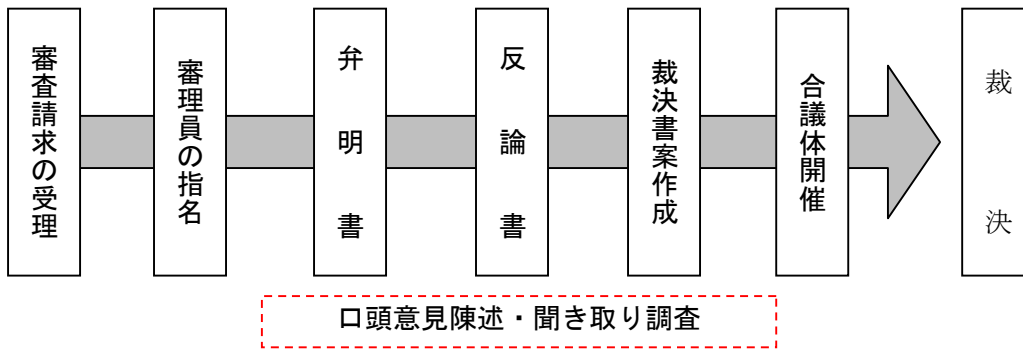 審査請求の受理
審理員の指名
弁明書
反論書
裁決書案作成
合議体開催
裁決
口頭意見陳述・聞き取り調査